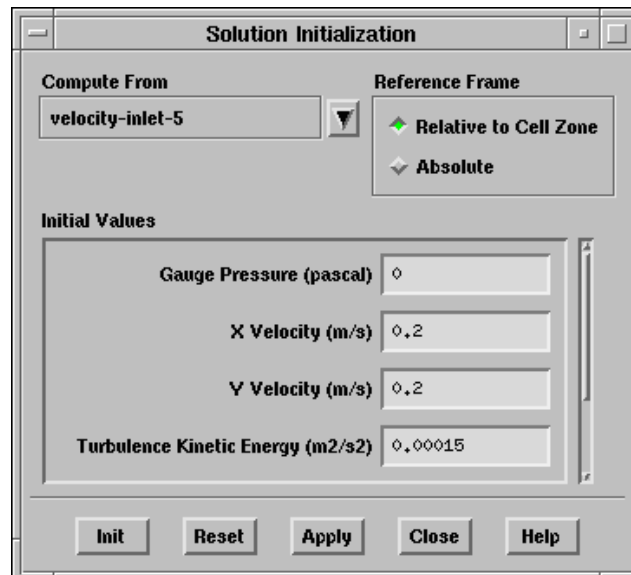 Solution Initialization
Compute From
Reference Frame
velocity-inlet-5
Relative to Cell Zone
Absolute
Initial Values
Gauge Pressure (pascal) 0
X Velocity (m/s) 0.2
Y Velocity (m/s) 0.2
Turbulence Kinetic Energy (m2/s2) 0.00015
Init Reset Apply Close Help